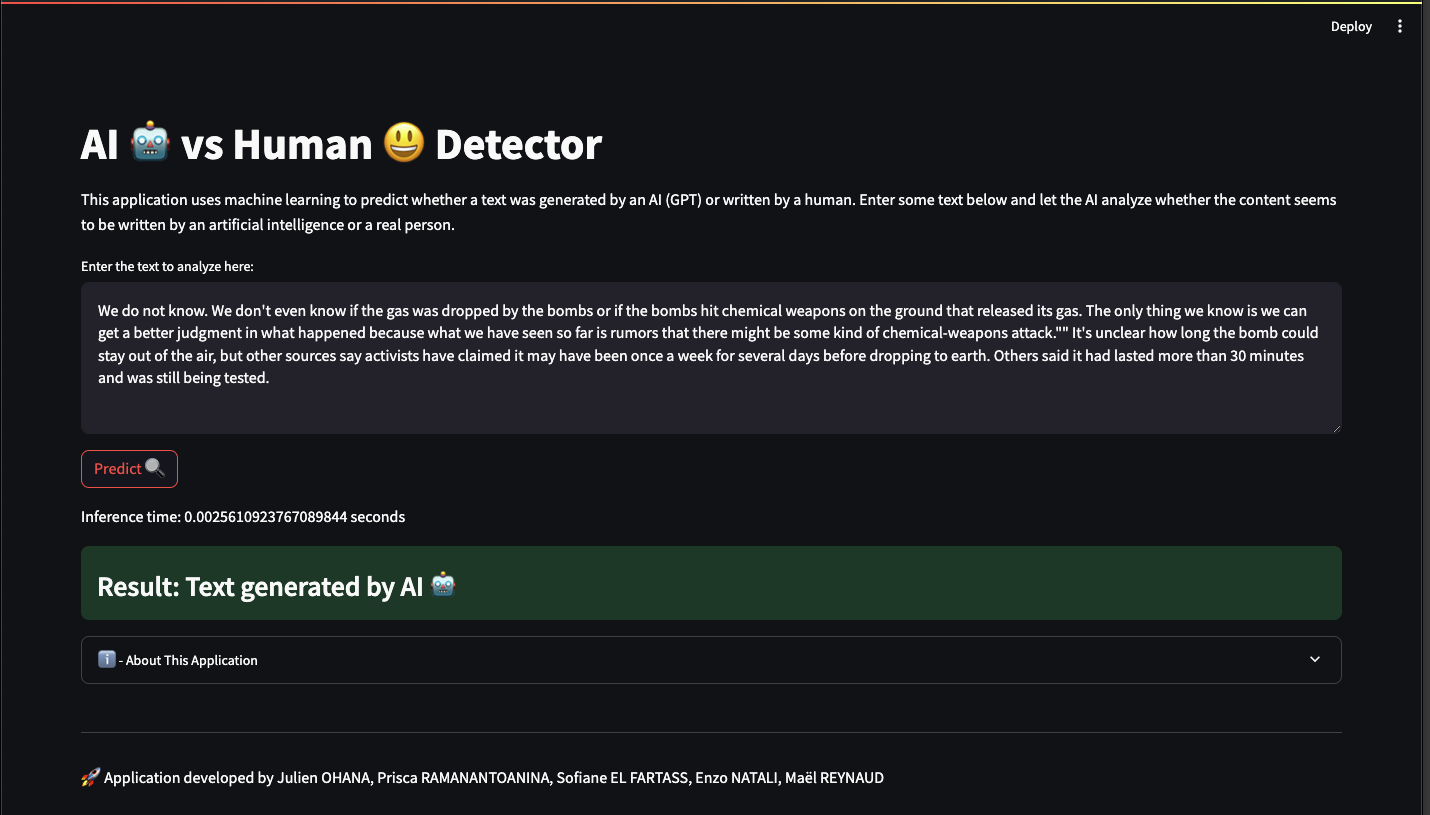 Deploy
AI 🤖 vs Human 😃 Detector
This application uses machine learning to predict whether a text was generated by an AI (GPT) or written by a human. Enter some text below and let the AI analyze whether the content seems
to be written by an artificial intelligence or a real person.
Enter the text to analyze here:
We do not know. We don't even know if the gas was dropped by the bombs or if the bombs hit chemical weapons on the ground that released its gas. The only thing we know is we can
get a better judgment in what happened because what we have seen so far is rumors that there might be some kind of chemical-weapons attack."" It's unclear how long the bomb could
stay out of the air, but other sources say activists have claimed it may have been once a week for several days before dropping to earth. Others said it had lasted more than 30 minutes
and was still being tested.
Predict 🔍
Inference time: 0.0025610923767089844 seconds
Result: Text generated by AI 🤖
ℹ️ - About This Application
🚀 Application developed by Julien OHANA, Prisca RAMANANTOANINA, Sofiane EL FARTASS, Enzo NATALI, Maël REYNAUD